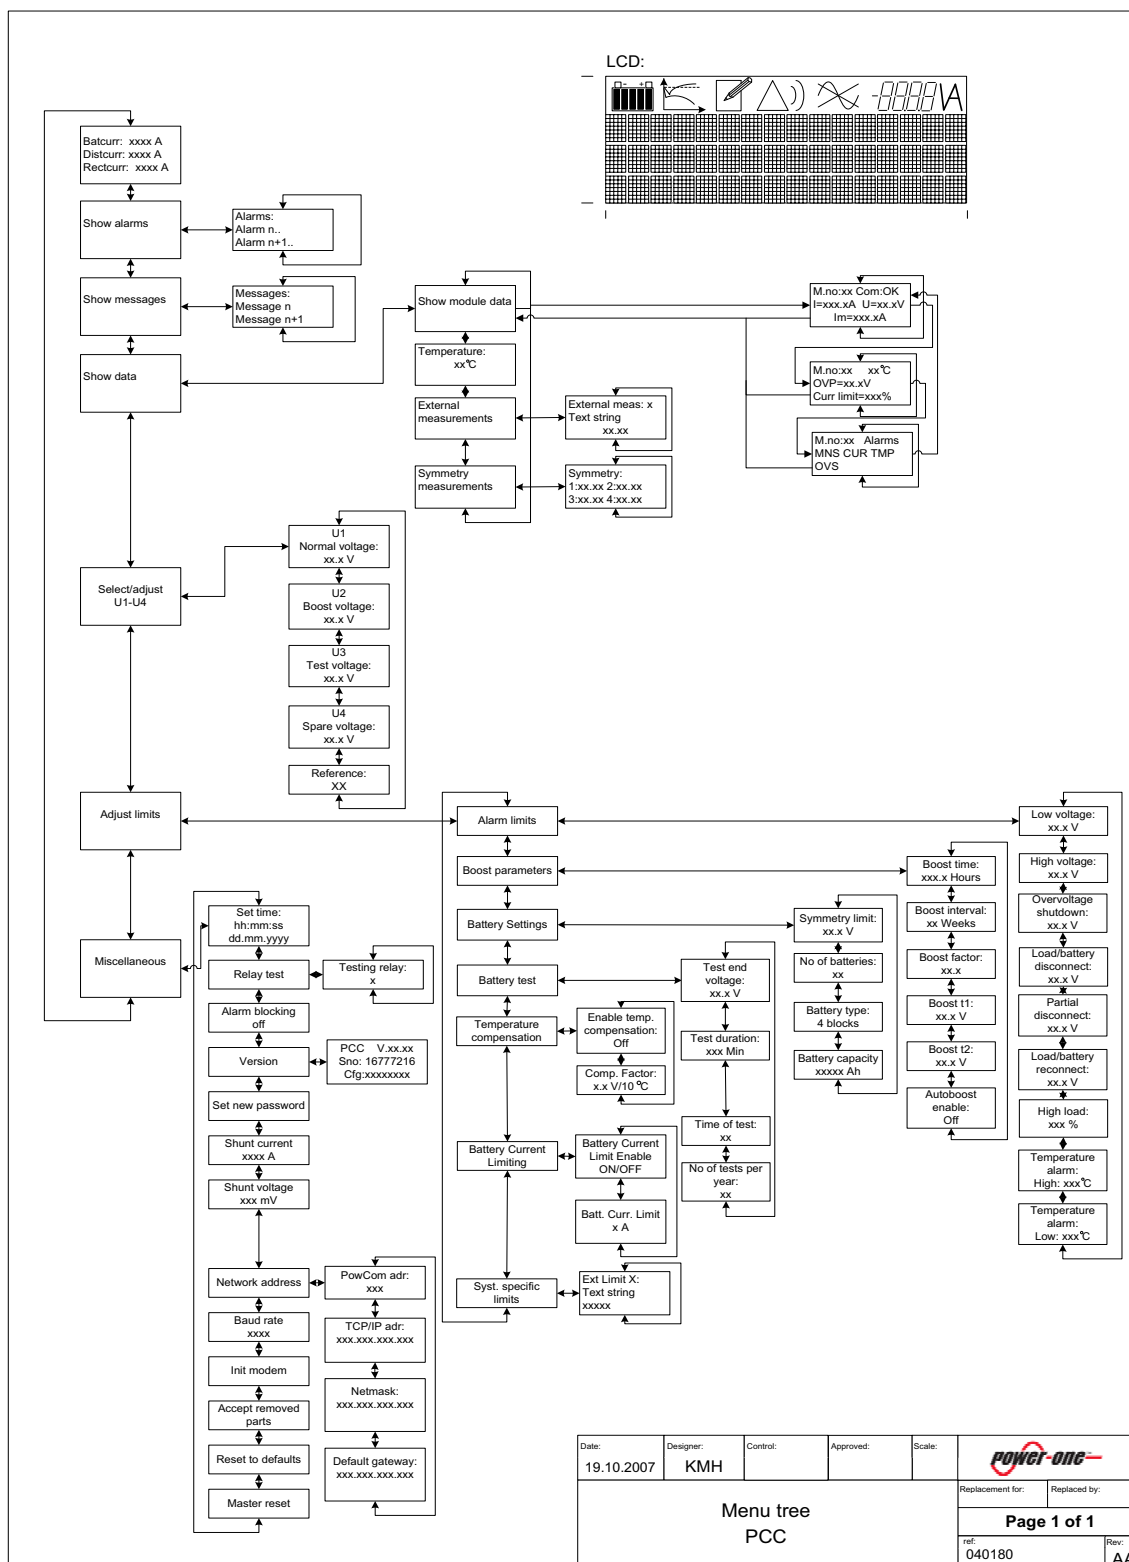 LCD:
Batcurr: xxxx A
Distcurr: xxxx A
Rectcurr: xxxx A
Show alarms
Alarms:
Alarm n..
Alarm n+1..
Show messages
Messages:
Message n
Message n+1
Show data
Show module data
Temperature:
xx°C
External
measurements
Symmetry
measurements
External meas: x
Text string
xx.xx
Symmetry:
1:xx.xx 2:xx.xx
3:xx.xx 4:xx.xx
M.no:xx Com:OK
I=xxx.xA U=xx.xV
Im=xxx.xA
M.no:xx xx°C
OVP=xx.xV
Curr limit=xxx%
M.no:xx Alarms
MNS CUR TMP
OVS
Select/adjust
U1-U4
U1
Normal voltage:
xx.x V
U2
Boost voltage:
xx.x V
U3
Test voltage:
xx.x V
U4
Spare voltage:
xx.x V
Reference:
XX
Adjust limits
Alarm limits
Boost parameters
Battery Settings
Battery test
Temperature
compensation
Battery Current
Limiting
Syst. specific
limits
Enable temp.
compensation:
Off
Comp. Factor:
x.x V/10 °C
Battery Current
Limit Enable
ON/OFF
Batt. Curr. Limit
x A
Ext Limit X:
Text string
xxxxx
Test end
voltage:
xx.x V
Test duration:
xxx Min
Time of test:
xx
No of tests per
year:
xx
Symmetry limit:
xx.x V
No of batteries:
xx
Battery type:
4 blocks
Battery capacity
xxxxx Ah
Boost time:
xxx.x Hours
Boost interval:
xx Weeks
Boost factor:
xx.x
Boost t1:
xx.x V
Boost t2:
xx.x V
Autoboost
enable:
Off
Low voltage:
xx.x V
High voltage:
xx.x V
Overvoltage
shutdown:
xx.x V
Load/battery
disconnect:
xx.x V
Partial
disconnect:
xx.x V
Load/battery
reconnect:
xx.x V
High load:
xxx %
Temperature
alarm:
High: xxx°C
Temperature
alarm:
Low: xxx°C
Miscellaneous
Set time:
hh:mm:ss
dd.mm.yyyy
Relay test
Testing relay:
x
Alarm blocking
off
Version
PCC V.xx.xx
Sno: 16777216
Cfg:xxxxxxxx
Set new password
Shunt current
xxxx A
Shunt voltage
xxx mV
Network address
Baud rate
xxxx
Init modem
Accept removed
parts
Reset to defaults
Master reset
PowCom adr:
xxx
TCP/IP adr:
xxx.xxx.xxx.xxx
Netmask:
xxx.xxx.xxx.xxx
Default gateway:
xxx.xxx.xxx.xxx
Date:
19.10.2007
Designer:
KMH
Control:
Approved:
Scale:
power-one
Replacement for:
Replaced by:
Menu tree
PCC
Page 1 of 1
ref:
040180
Rev: